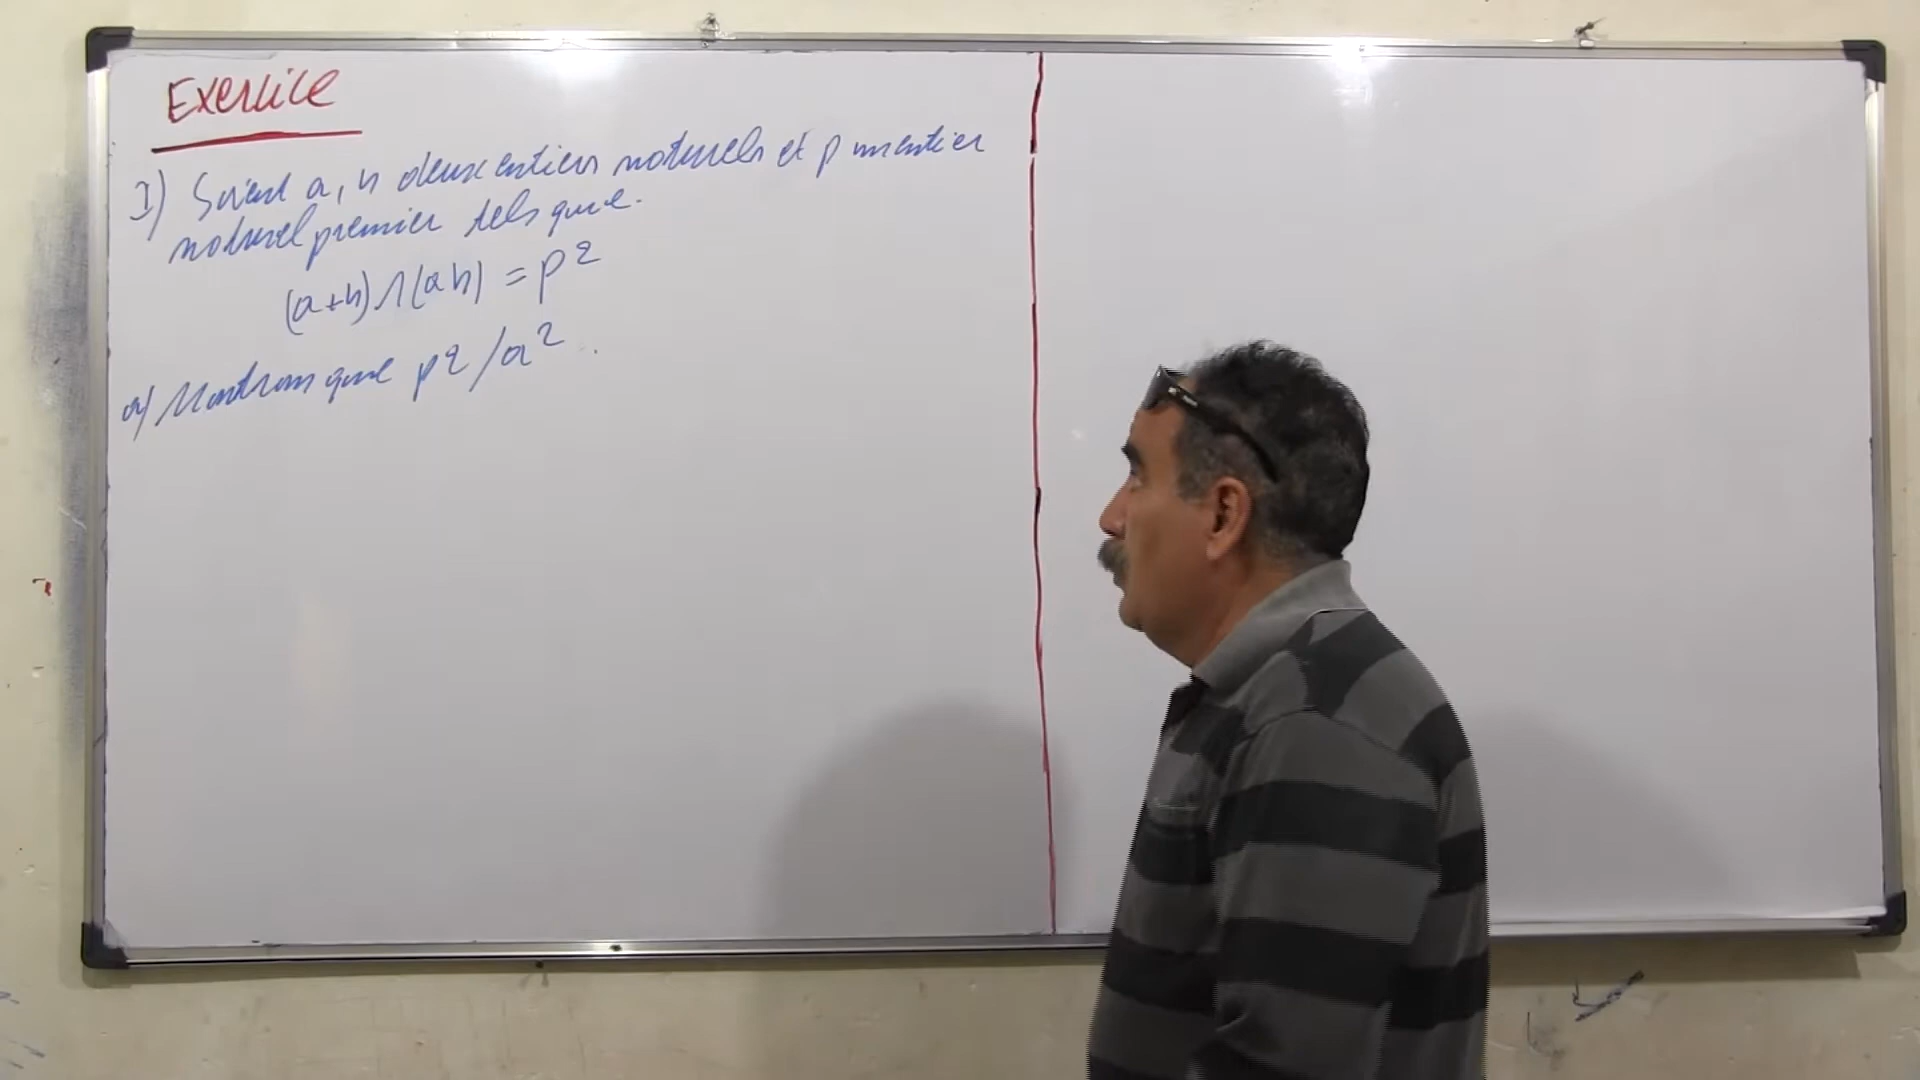 Exercice
I) Soient a, b deux entiers naturels et p un entier
naturel premier tels que.
(a+b)∧(ab) = p²
a) Montrons que p²/a².